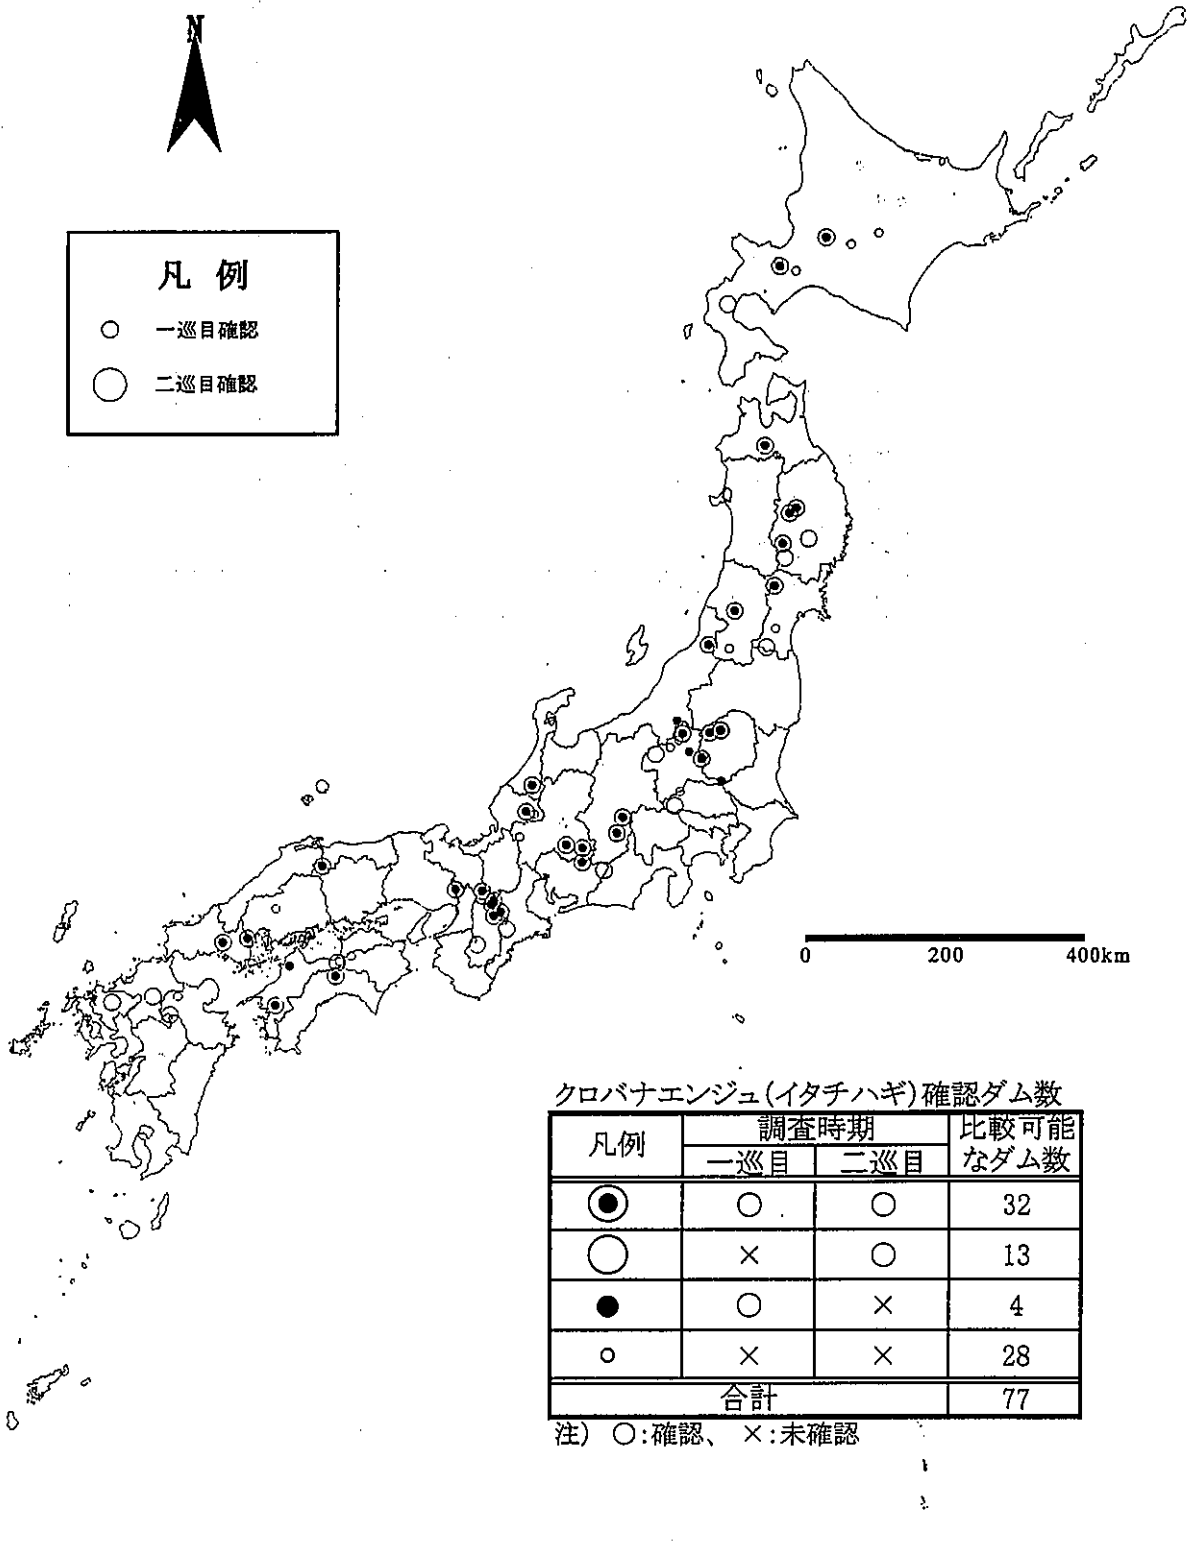 N
凡 例
一巡目確認
二巡目確認
0 200 400km
クロバナエンジュ(イタチハギ)確認ダム数
凡例 調査時期 比較可能なダム数
一巡目 二巡目
○ ○ 32
× ○ 13
○ × 4
× × 28
合計 77
注) ○:確認、 ×:未確認